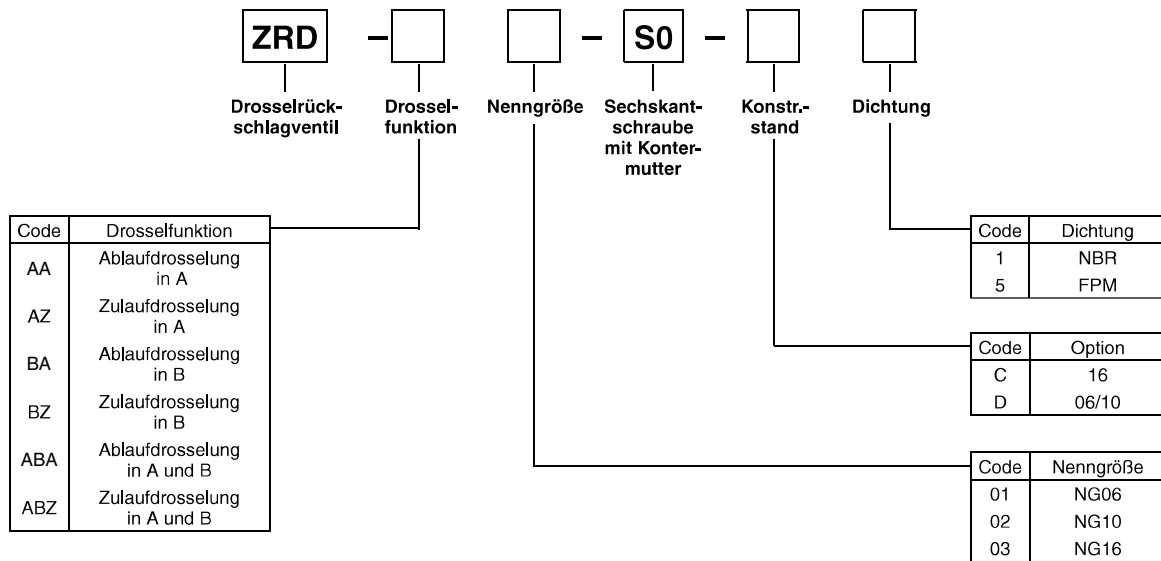 ZRD – – S0 –
Drosselrück-
schlagventil
Drossel-
funktion
Nenngröße
Sechskant-
schraube
mit Konter-
mutter
Konstr.-
stand
Dichtung
Code Drosselfunktion
AA Ablaufdrosselung
in A
AZ Zulaufdrosselung
in A
BA Ablaufdrosselung
in B
BZ Zulaufdrosselung
in B
ABA Ablaufdrosselung
in A und B
ABZ Zulaufdrosselung
in A und B
Code Dichtung
1 NBR
5 FPM
Code Option
C 16
D 06/10
Code Nenngröße
01 NG06
02 NG10
03 NG16